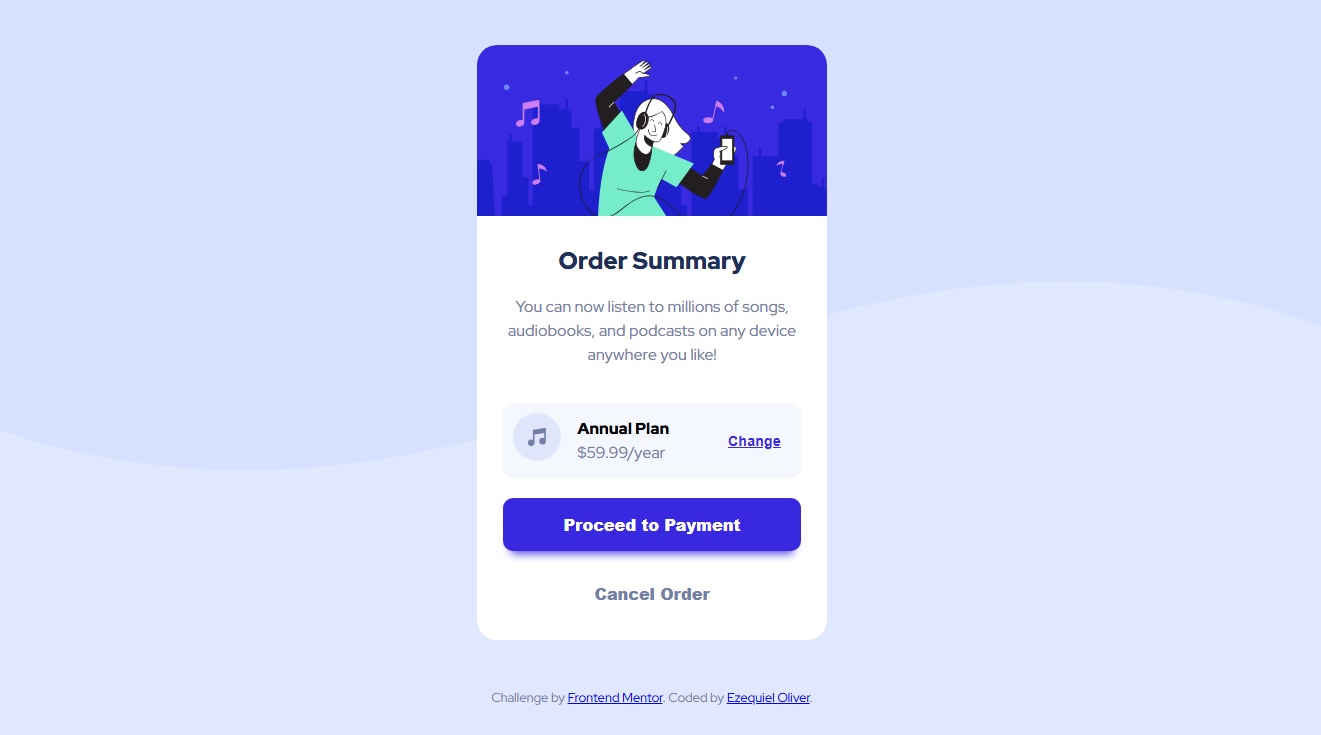 Order Summary
You can now listen to millions of songs,
audiobooks, and podcasts on any device
anywhere you like!
Annual Plan
$59.99/year
Change
Proceed to Payment
Cancel Order
Challenge by Frontend Mentor. Coded by Ezequiel Oliver.